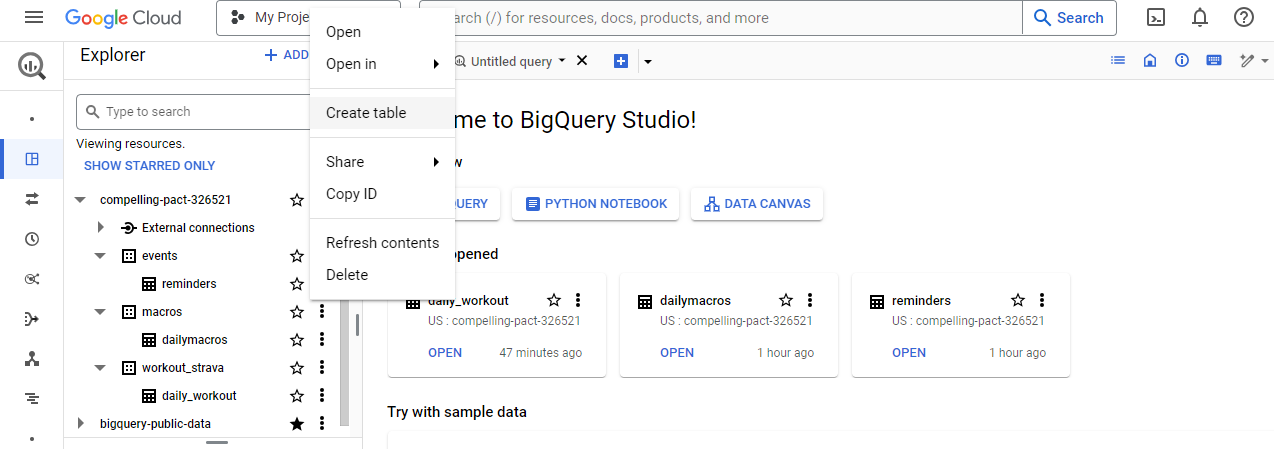 Google Cloud
My Proje
Open
Open in
Create table
Share
Copy ID
Refresh contents
Delete
rch (/) for resources, docs, products, and more
Search
Explorer
+ ADD
Untitled query
Type to search
Viewing resources.
SHOW STARRED ONLY
compelling-pact-326521
External connections
events
reminders
macros
dailymacros
workout_strava
daily_workout
bigquery-public-data
me to BigQuery Studio!
w
QUERY
PYTHON NOTEBOOK
DATA CANVAS
opened
daily_workout
US : compelling-pact-326521
OPEN
47 minutes ago
dailymacros
US : compelling-pact-326521
OPEN
1 hour ago
reminders
US : compelling-pact-326521
OPEN
1 hour ago
Try with sample data